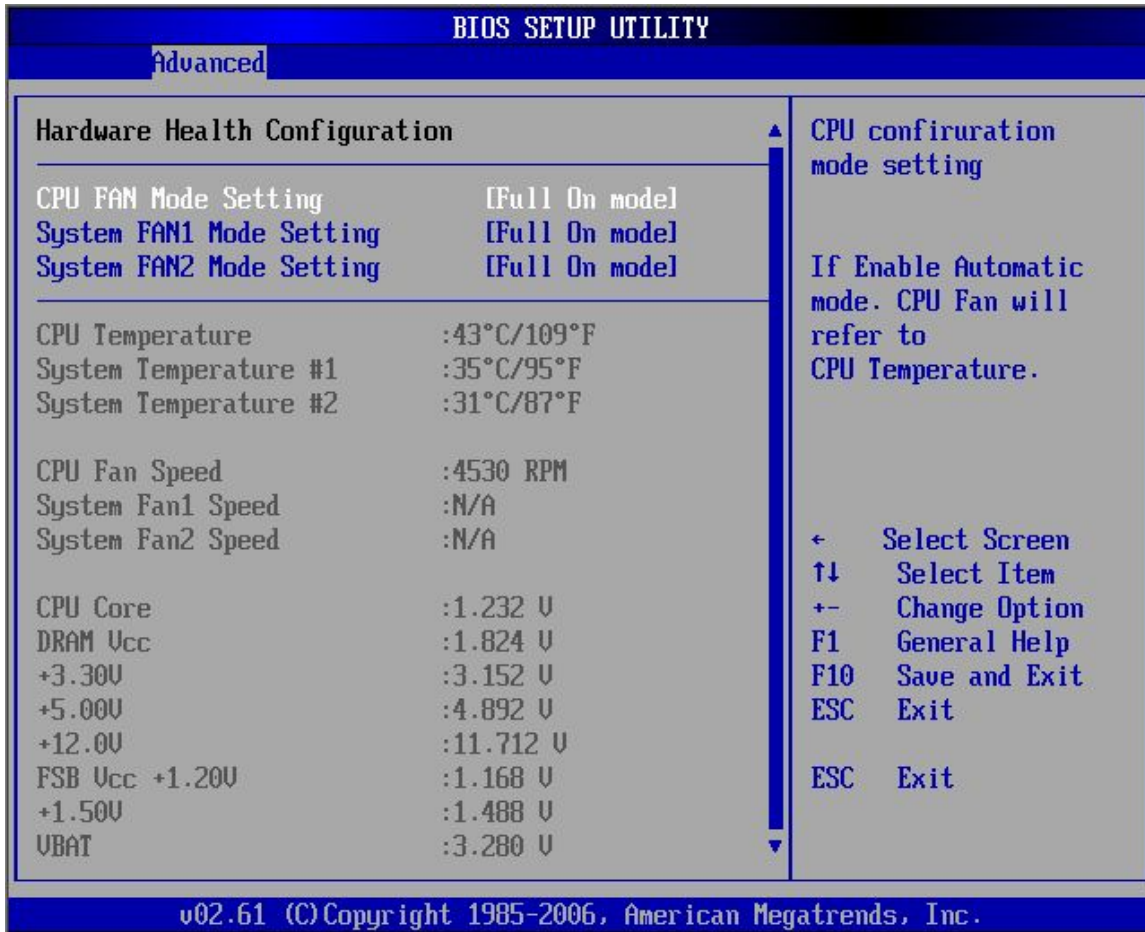 BIOS SETUP UTILITY
Advanced
Hardware Health Configuration
CPU FAN Mode Setting [Full On mode]
System FAN1 Mode Setting [Full On mode]
System FAN2 Mode Setting [Full On mode]
CPU Temperature :43°C/109°F
System Temperature #1 :35°C/95°F
System Temperature #2 :31°C/87°F
CPU Fan Speed :4530 RPM
System Fan1 Speed :N/A
System Fan2 Speed :N/A
CPU Core :1.232 V
DRAM Vcc :1.824 V
+3.30V :3.152 V
+5.00V :4.892 V
+12.0V :11.712 V
FSB Vcc +1.20V :1.168 V
+1.50V :1.488 V
VBAT :3.280 V
CPU confiruration
mode setting
If Enable Automatic
mode. CPU Fan will
refer to
CPU Temperature.
← Select Screen
↑↓ Select Item
+- Change Option
F1 General Help
F10 Save and Exit
ESC Exit
ESC Exit
v02.61 (C)Copyright 1985-2006, American Megatrends, Inc.